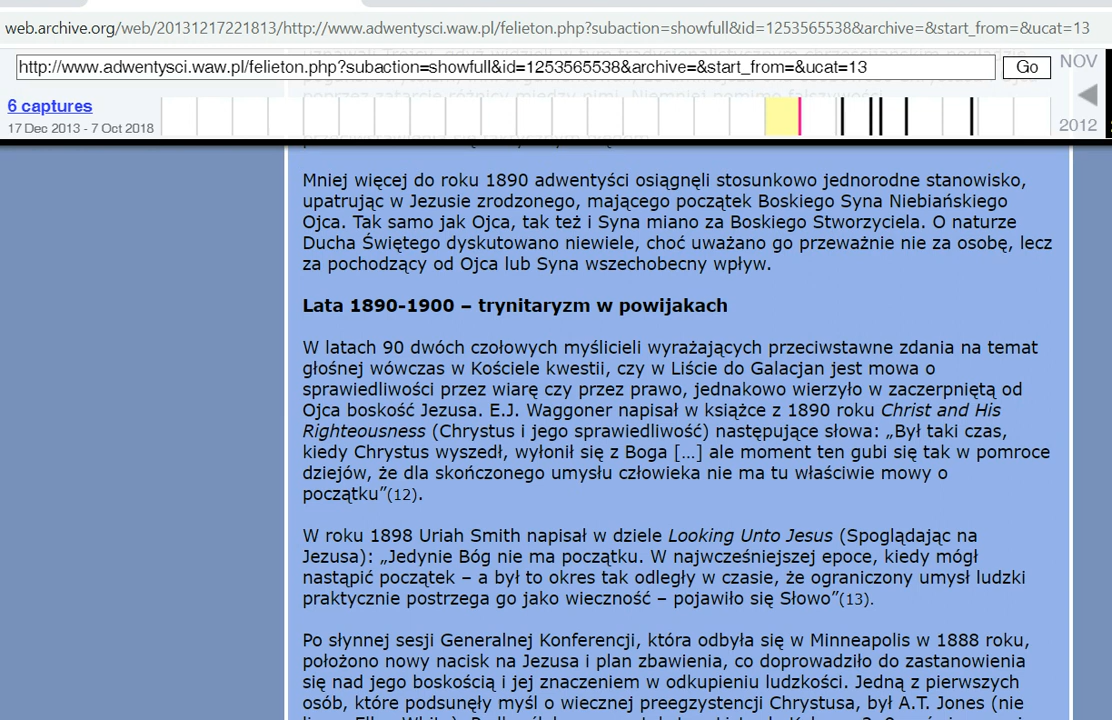 web.archive.org/web/20131217221813/http://www.adwentysci.waw.pl/felieton.php?subaction=showfull&id=1253565538&archive=&start_from=&ucat=13
http://www.adwentysci.waw.pl/felieton.php?subaction=showfull&id=1253565538&archive=&start_from=&ucat=13
Go
NOV
6 captures
17 Dec 2013 - 7 Oct 2018
2012
Mniej więcej do roku 1890 adwentyści osiągnęli stosunkowo jednorodne stanowisko,
upatrując w Jezusie zrodzonego, mającego początek Boskiego Syna Niebiańskiego
Ojca. Tak samo jak Ojca, tak też i Syna miano za Boskiego Stworzyciela. O naturze
Ducha Świętego dyskutowano niewiele, choć uważano go przeważnie nie za osobę, lecz
za pochodzący od Ojca lub Syna wszechobecny wpływ.
Lata 1890-1900 – trynitaryzm w powijakach
W latach 90 dwóch czołowych myślicieli wyrażających przeciwstawne zdania na temat
głośnej wówczas w Kościele kwestii, czy w Liście do Galacjan jest mowa o
sprawiedliwości przez wiarę czy przez prawo, jednakowo wierzyło w zaczerpniętą od
Ojca boskość Jezusa. E.J. Waggoner napisał w książce z 1890 roku Christ and His
Righteousness (Chrystus i jego sprawiedliwość) następujące słowa: „Był taki czas,
kiedy Chrystus wyszedł, wyłonił się z Boga [...] ale moment ten gubi się tak w pomroce
dziejów, że dla skończonego umysłu człowieka nie ma tu właściwie mowy o
początku”(12).
W roku 1898 Uriah Smith napisał w dziele Looking Unto Jesus (Spoglądając na
Jezusa): „Jedynie Bóg nie ma początku. W najwcześniejszej epoce, kiedy mógł
nastąpić początek – a był to okres tak odległy w czasie, że ograniczony umysł ludzki
praktycznie postrzega go jako wieczność – pojawiło się Słowo”(13).
Po słynnej sesji Generalnej Konferencji, która odbyła się w Minneapolis w 1888 roku,
położono nowy nacisk na Jezusa i plan zbawienia, co doprowadziło do zastanowienia
się nad jego boskością i jej znaczeniem w odkupieniu ludzkości. Jedną z pierwszych
osób, które podsunęły myśl o wiecznej preegzystencji Chrystusa, był A.T. Jones (nie